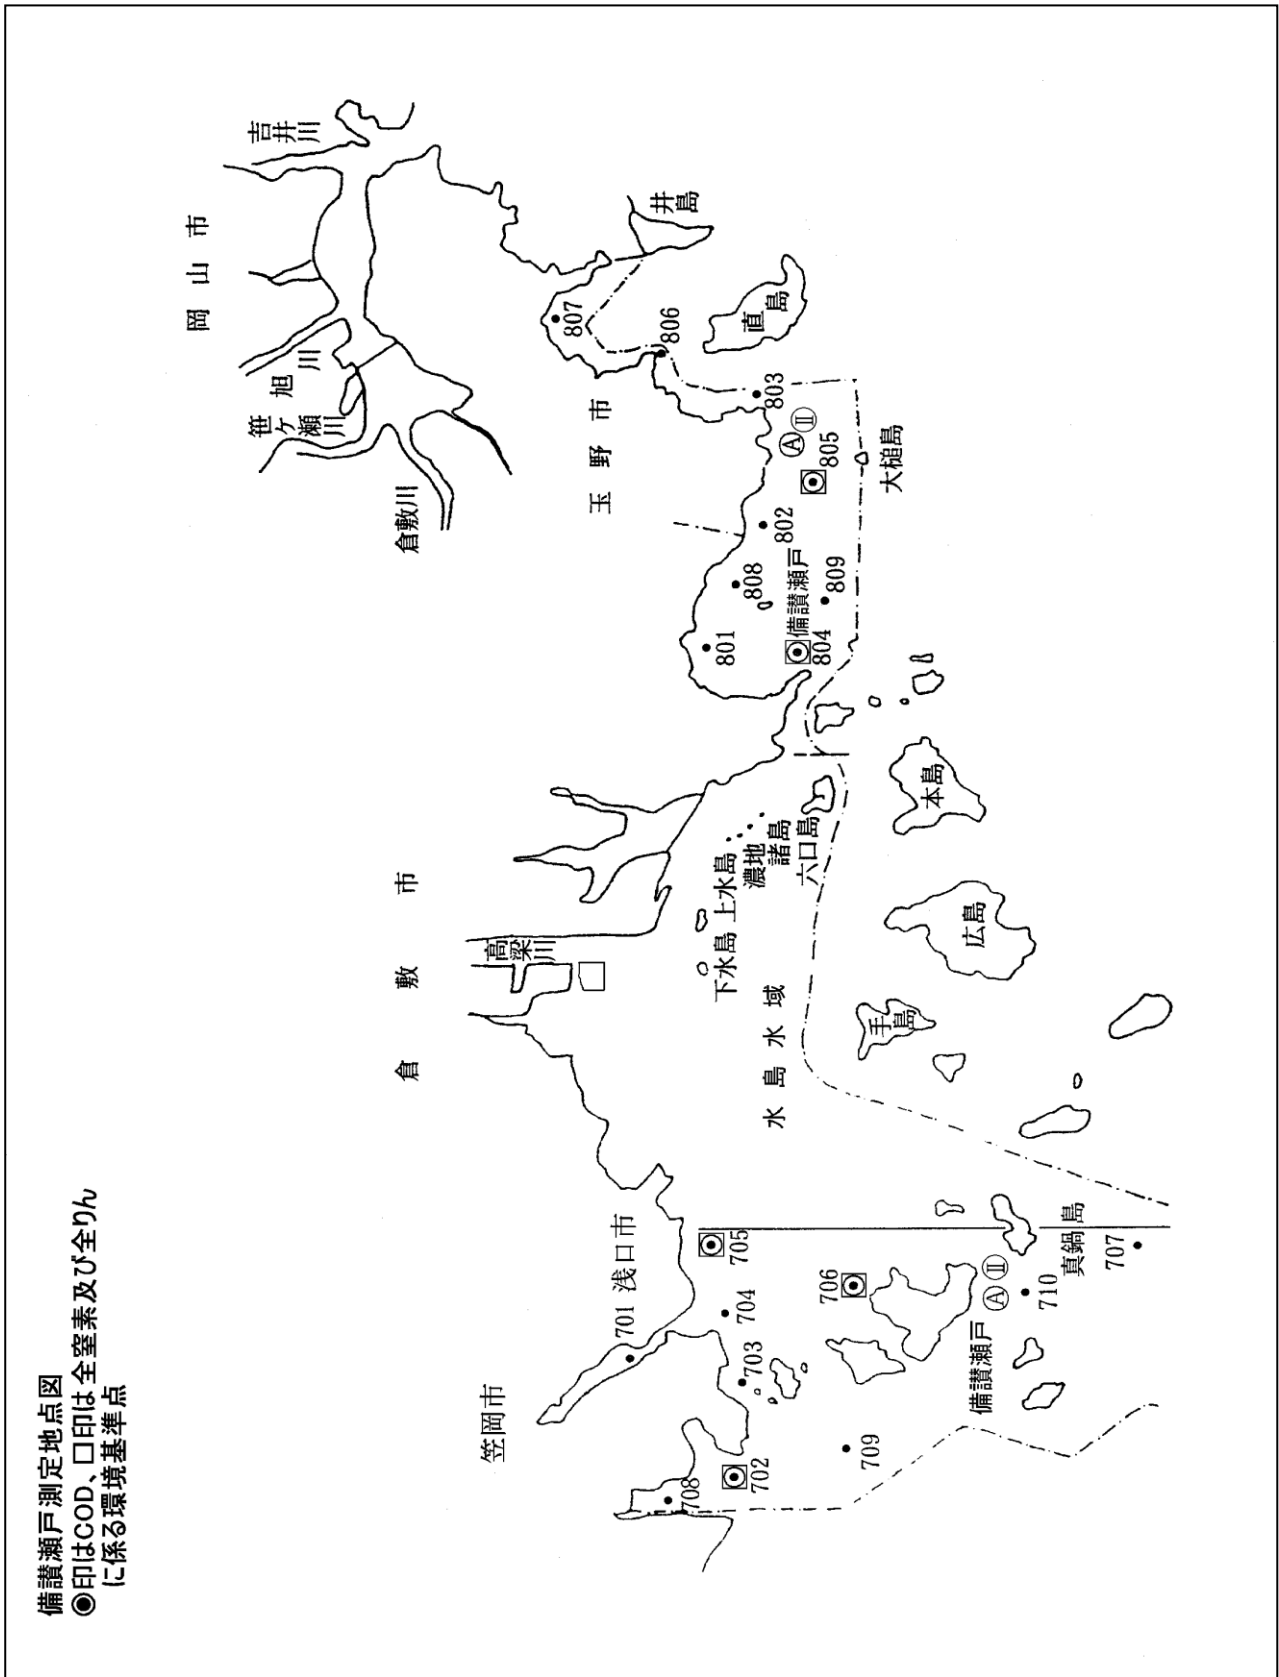 備讃瀬戸測定地点図
◉印はCOD、口印は全窒素及び全りん
に係る環境基準点
岡山市
吉井川
旭川
笹ヶ瀬川
倉敷川
玉野市
倉敷市
高梁川
浅口市
笠岡市
井島
直島
大槌島
本島
広島
手島
六口島
濃地諸島
上水島
下水島
水島水域
真鍋島
備讃瀬戸
Ⓐ Ⅱ
備讃瀬戸
Ⓐ Ⅱ
701
702
703
704
705
706
707
708
709
710
801
802
803
804
805
806
807
808
809